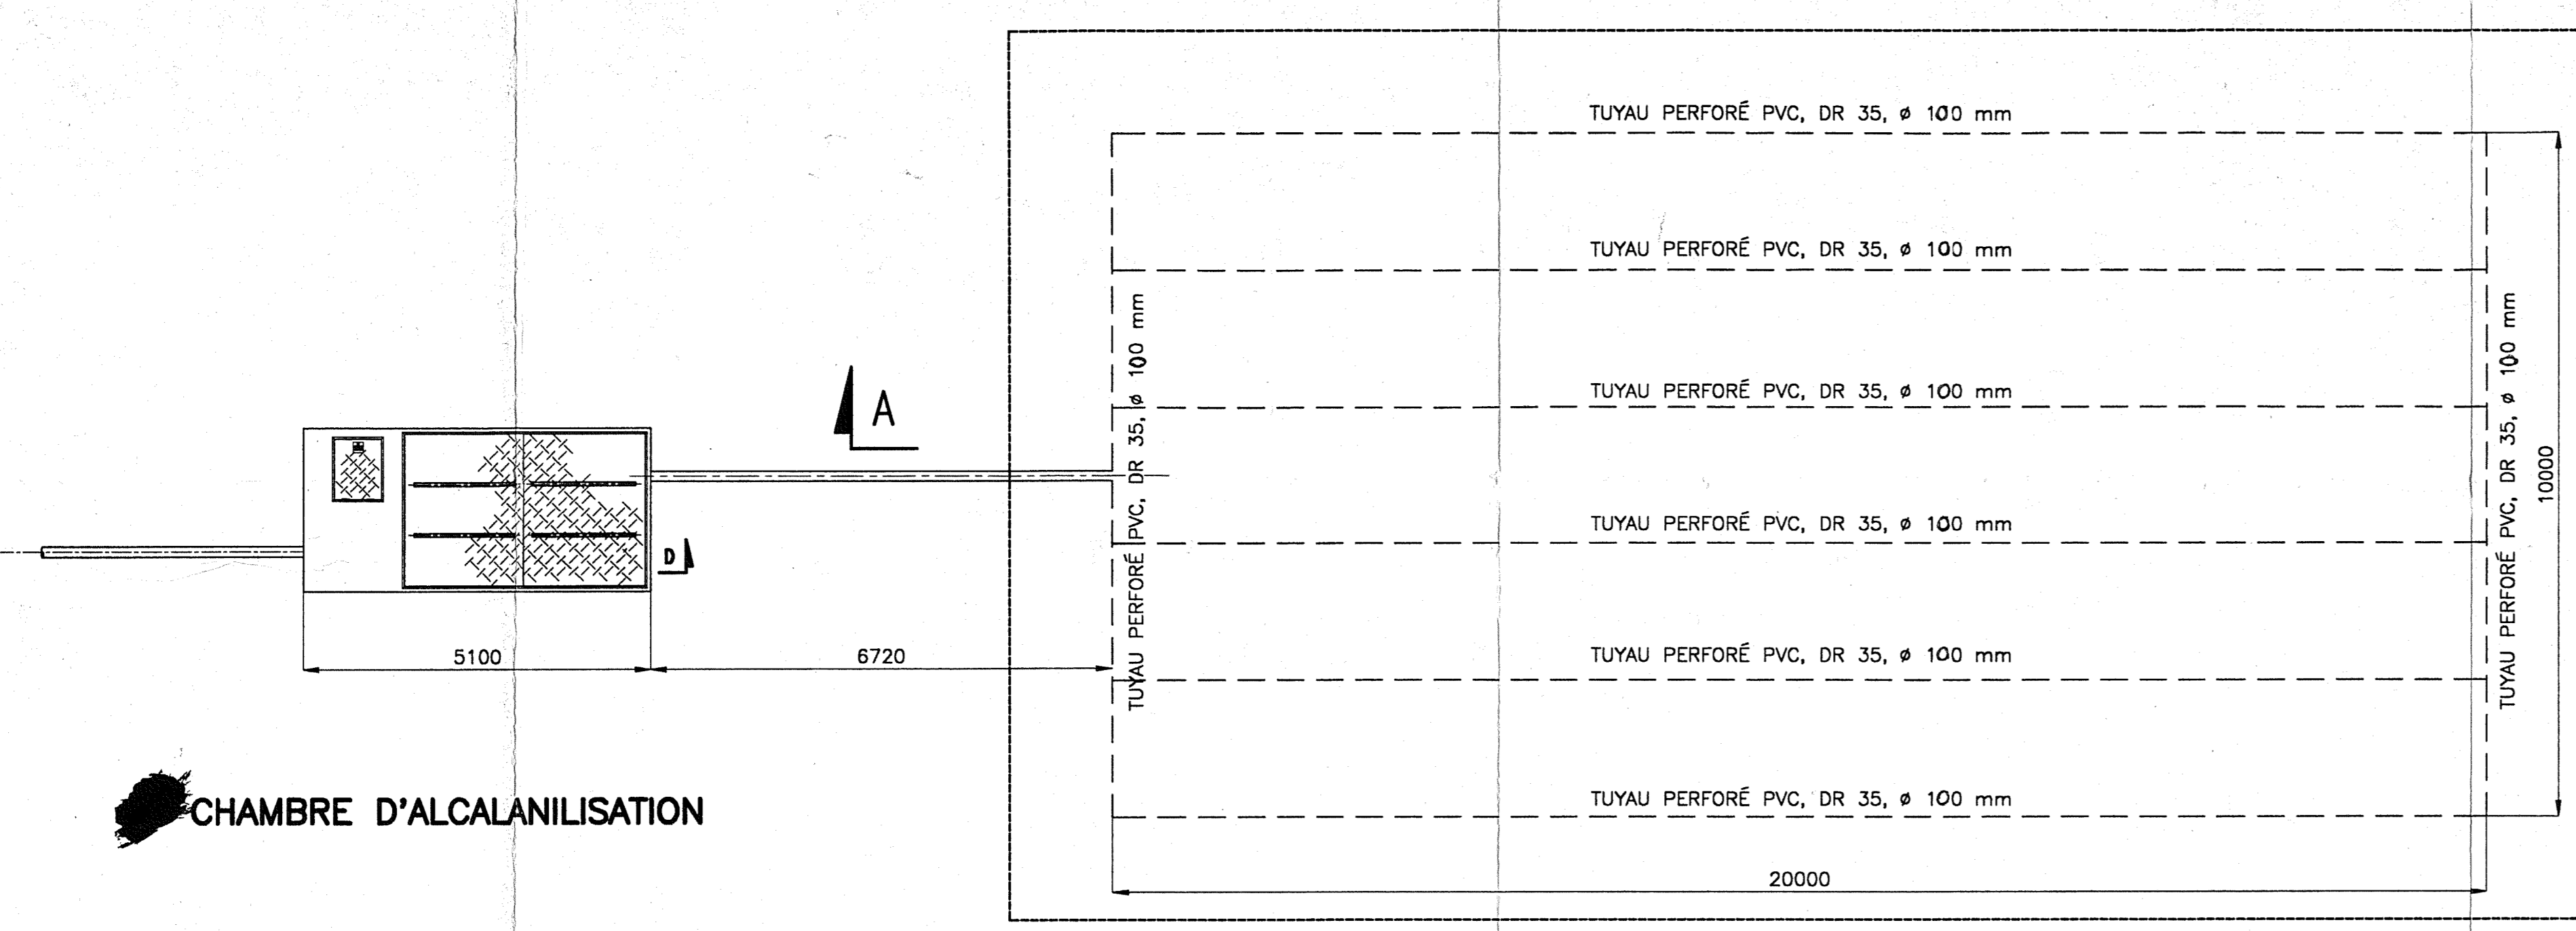 TUYAU PERFORÉ PVC, DR 35, ø 100 mm
TUYAU PERFORÉ PVC, DR 35, ø 100 mm
TUYAU PERFORÉ PVC, DR 35, ø 100 mm
TUYAU PERFORÉ PVC, DR 35, ø 100 mm
TUYAU PERFORÉ PVC, DR 35, ø 100 mm
A
10000
TUYAU PERFORÉ PVC, DR 35, ø 100 mm
D
5100
6720
TUYAU PERFORÉ PVC, DR 35, ø 100 mm
CHAMBRE D'ALCALANILISATION
TUYAU PERFORÉ PVC, DR 35, ø 100 mm
20000